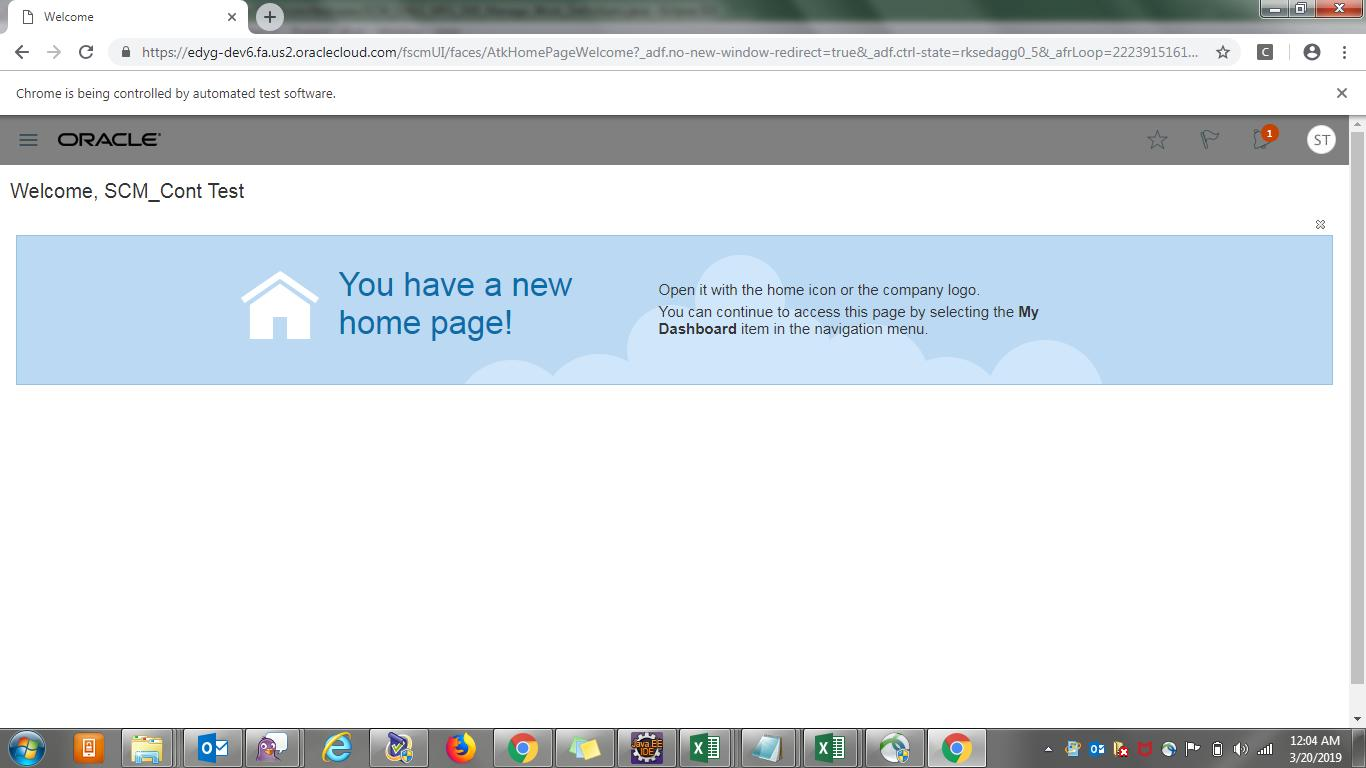 Welcome
https://edyg-dev6.fa.us2.oraclecloud.com/fscmUI/faces/AtkHomePageWelcome?_adf.no-new-window-redirect=true&_adf.ctrl-state=rksedagg0_5&_afrLoop=2223915161...
C
Chrome is being controlled by automated test software.
ORACLE
1
ST
Welcome, SCM_Cont Test
You have a new
home page!
Open it with the home icon or the company logo.
You can continue to access this page by selecting the My
Dashboard item in the navigation menu.
Java EE
IDE
12:04 AM
3/20/2019